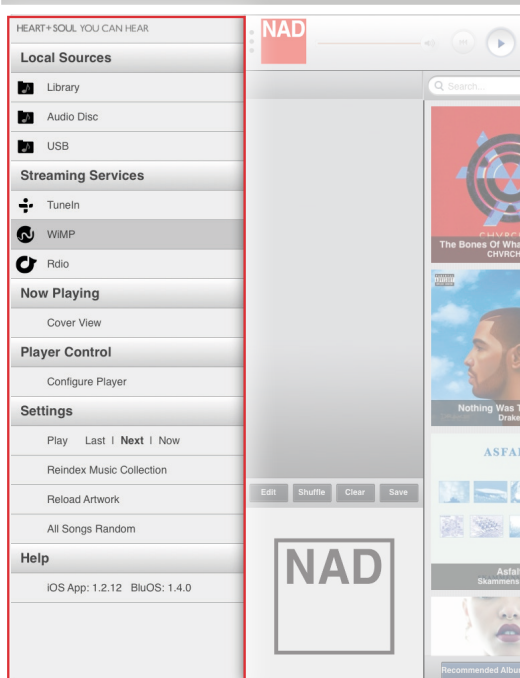 HEART+SOUL YOU CAN HEAR
Local Sources
Library
Audio Disc
USB
Streaming Services
TuneIn
WiMP
Rdio
Now Playing
Cover View
Player Control
Configure Player
Settings
Play Last I Next I Now
Reindex Music Collection
Reload Artwork
All Songs Random
Help
iOS App: 1.2.12 BluOS: 1.4.0
NAD
Search...
CHVRC
The Bones Of Wha
CHVRCH
Nothing Was T
Drake
ASFA
Asfal
Skammens
Edit Shuffle Clear Save
NAD
Recommended Albu